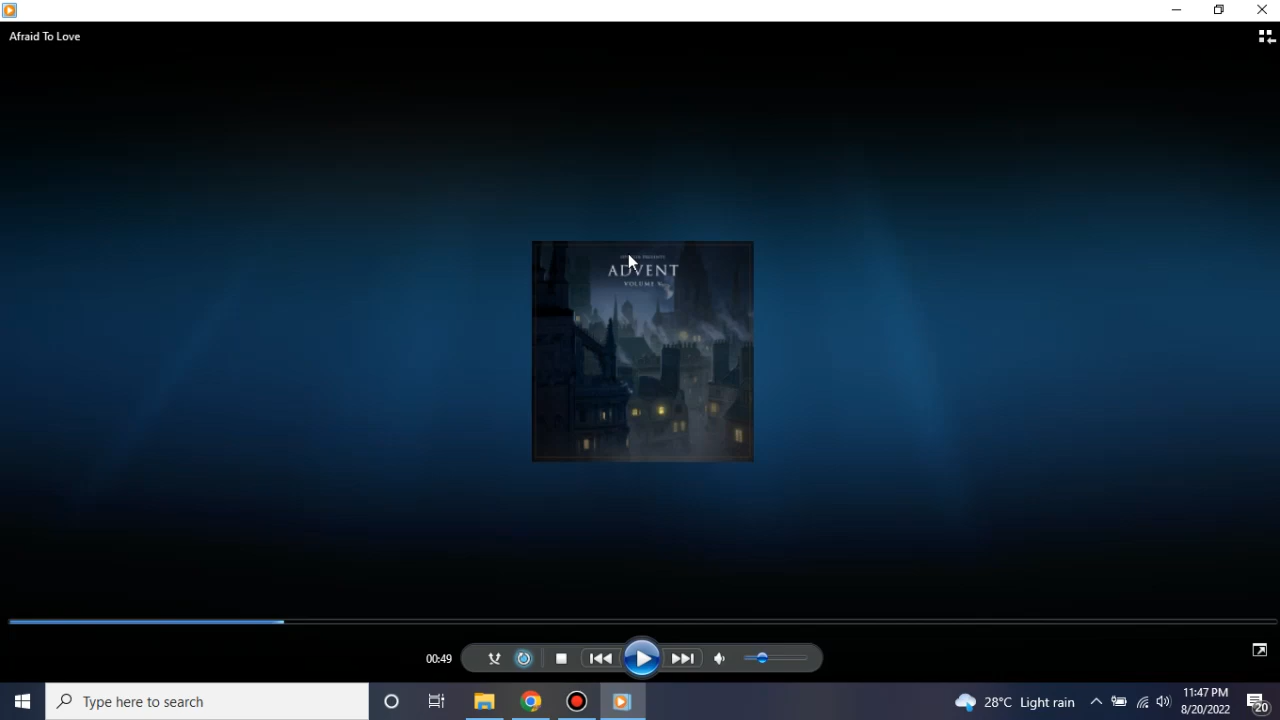 Afraid To Love
ADVENT
VOLUME V
00:49
Type here to search
28°C Light rain
11:47 PM
8/20/2022
20